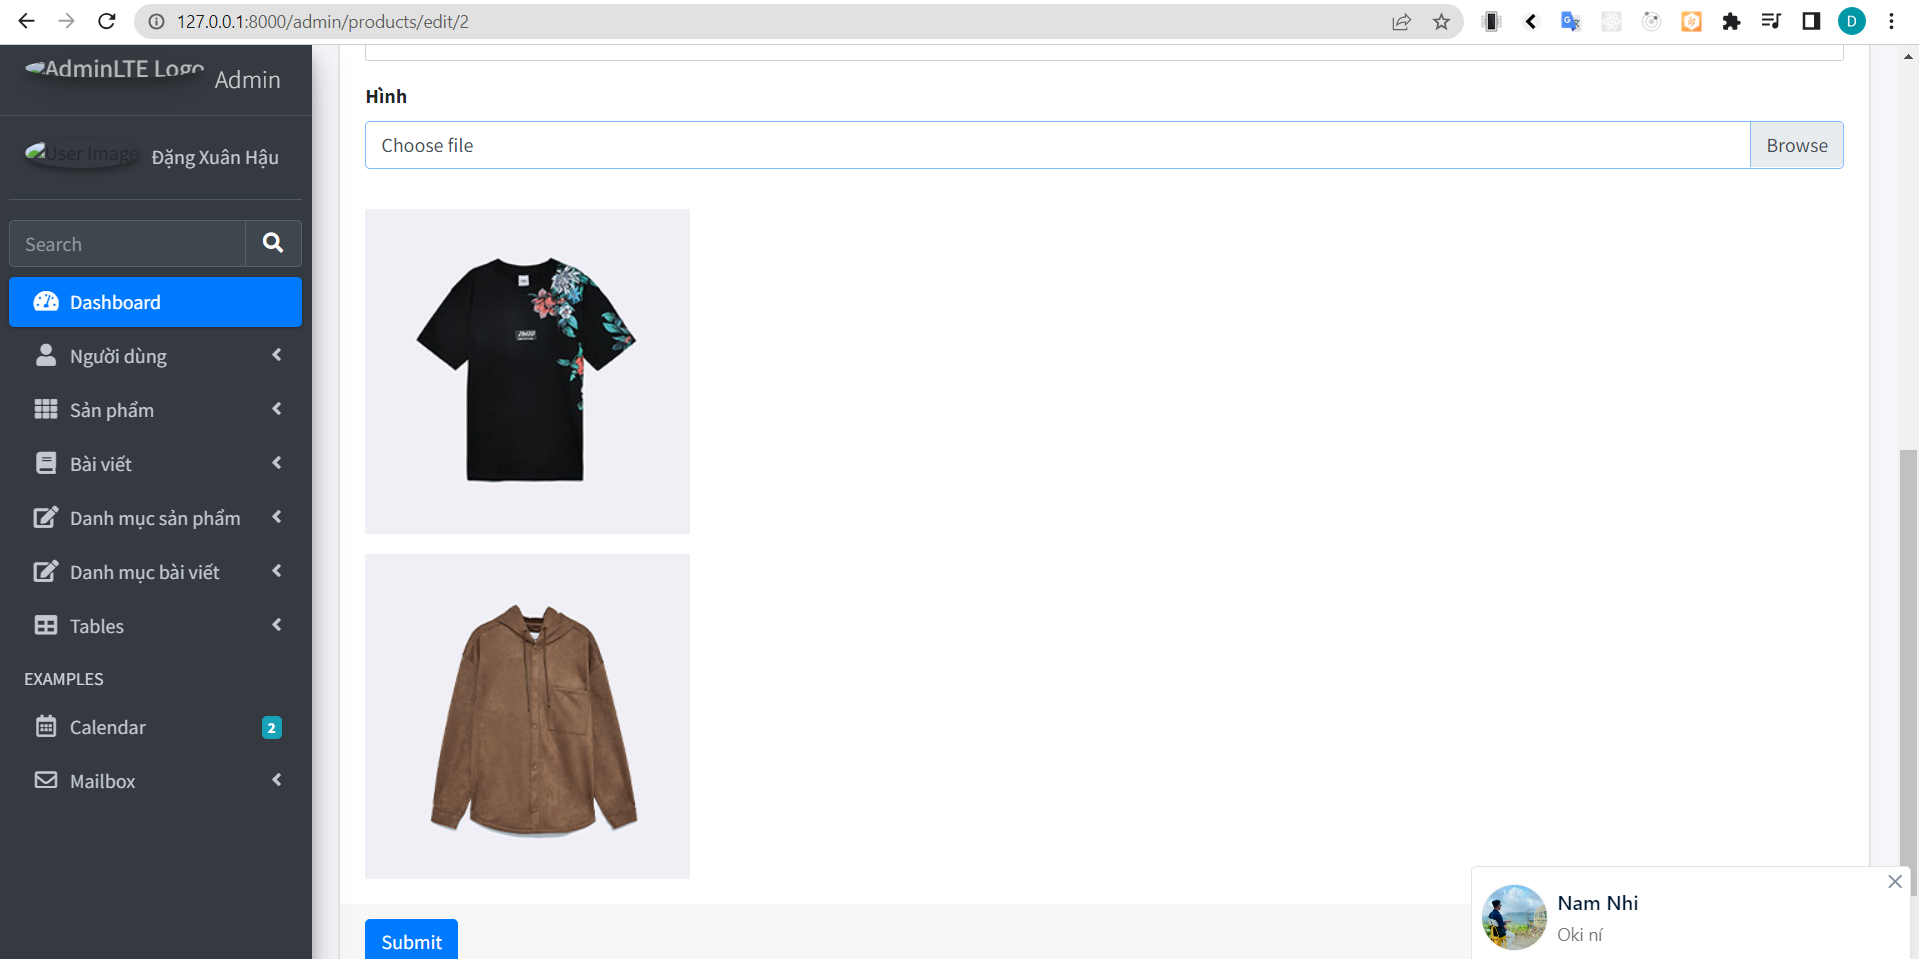 127.0.0.1:8000/admin/products/edit/2
D
AdminLTE Logo
Admin
User Image
Đặng Xuân Hậu
Search
Dashboard
Người dùng
Sản phẩm
Bài viết
Danh mục sản phẩm
Danh mục bài viết
Tables
EXAMPLES
Calendar
2
Mailbox
Hình
Choose file
Browse
Submit
Nam Nhi
Oki ní